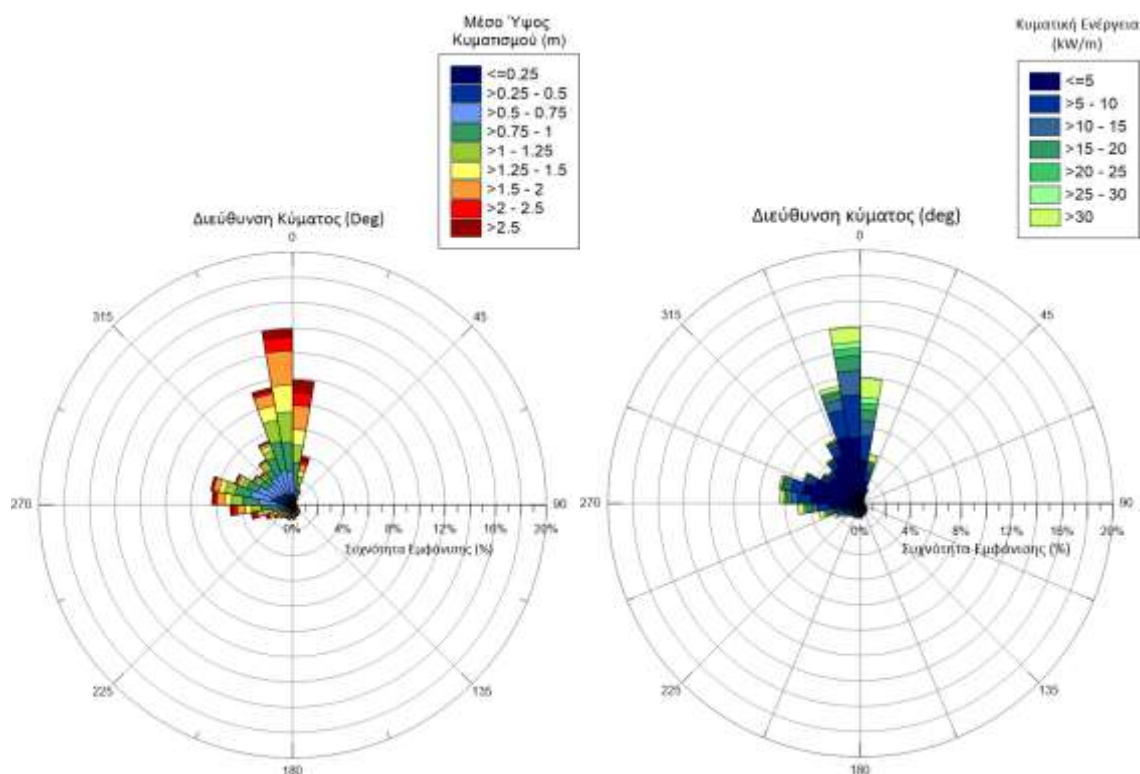 Μέσο Ύψος
Κυματισμού (m)
<=0.25
>0.25 - 0.5
>0.5 - 0.75
>0.75 - 1
>1 - 1.25
>1.25 - 1.5
>1.5 - 2
>2 - 2.5
>2.5
Διεύθυνση Κύματος (Deg)
0
315
45
270
90
0%
4%
8%
12%
16%
20%
Συχνότητα Εμφάνισης (%)
225
135
180
Κυματική Ενέργεια
(kW/m)
<=5
>5 - 10
>10 - 15
>15 - 20
>20 - 25
>25 - 30
>30
Διεύθυνση κύματος (deg)
0
315
45
270
90
0%
4%
8%
12%
16%
20%
Συχνότητα Εμφάνισης (%)
225
135
180